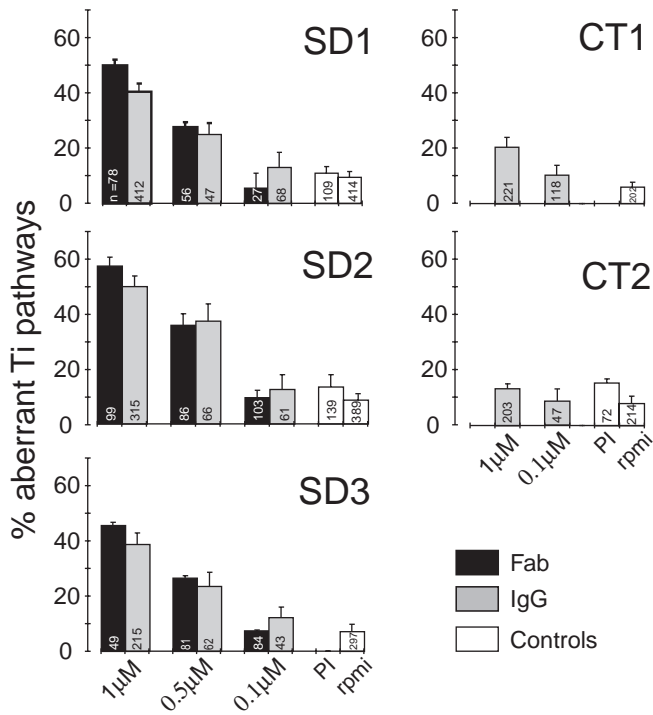 SD1
60
40
20
0
n =78
412
56
47
27
68
109
414
CT1
60
40
20
0
221
118
202
% aberrant Ti pathways
SD2
60
40
20
0
99
315
86
66
103
61
139
389
CT2
60
40
20
0
203
47
72
214
1µM
0.1µM
PI
rpmi
SD3
60
40
20
0
49
215
81
62
84
43
297
1µM
0.5µM
0.1µM
PI
rpmi
Fab
IgG
Controls